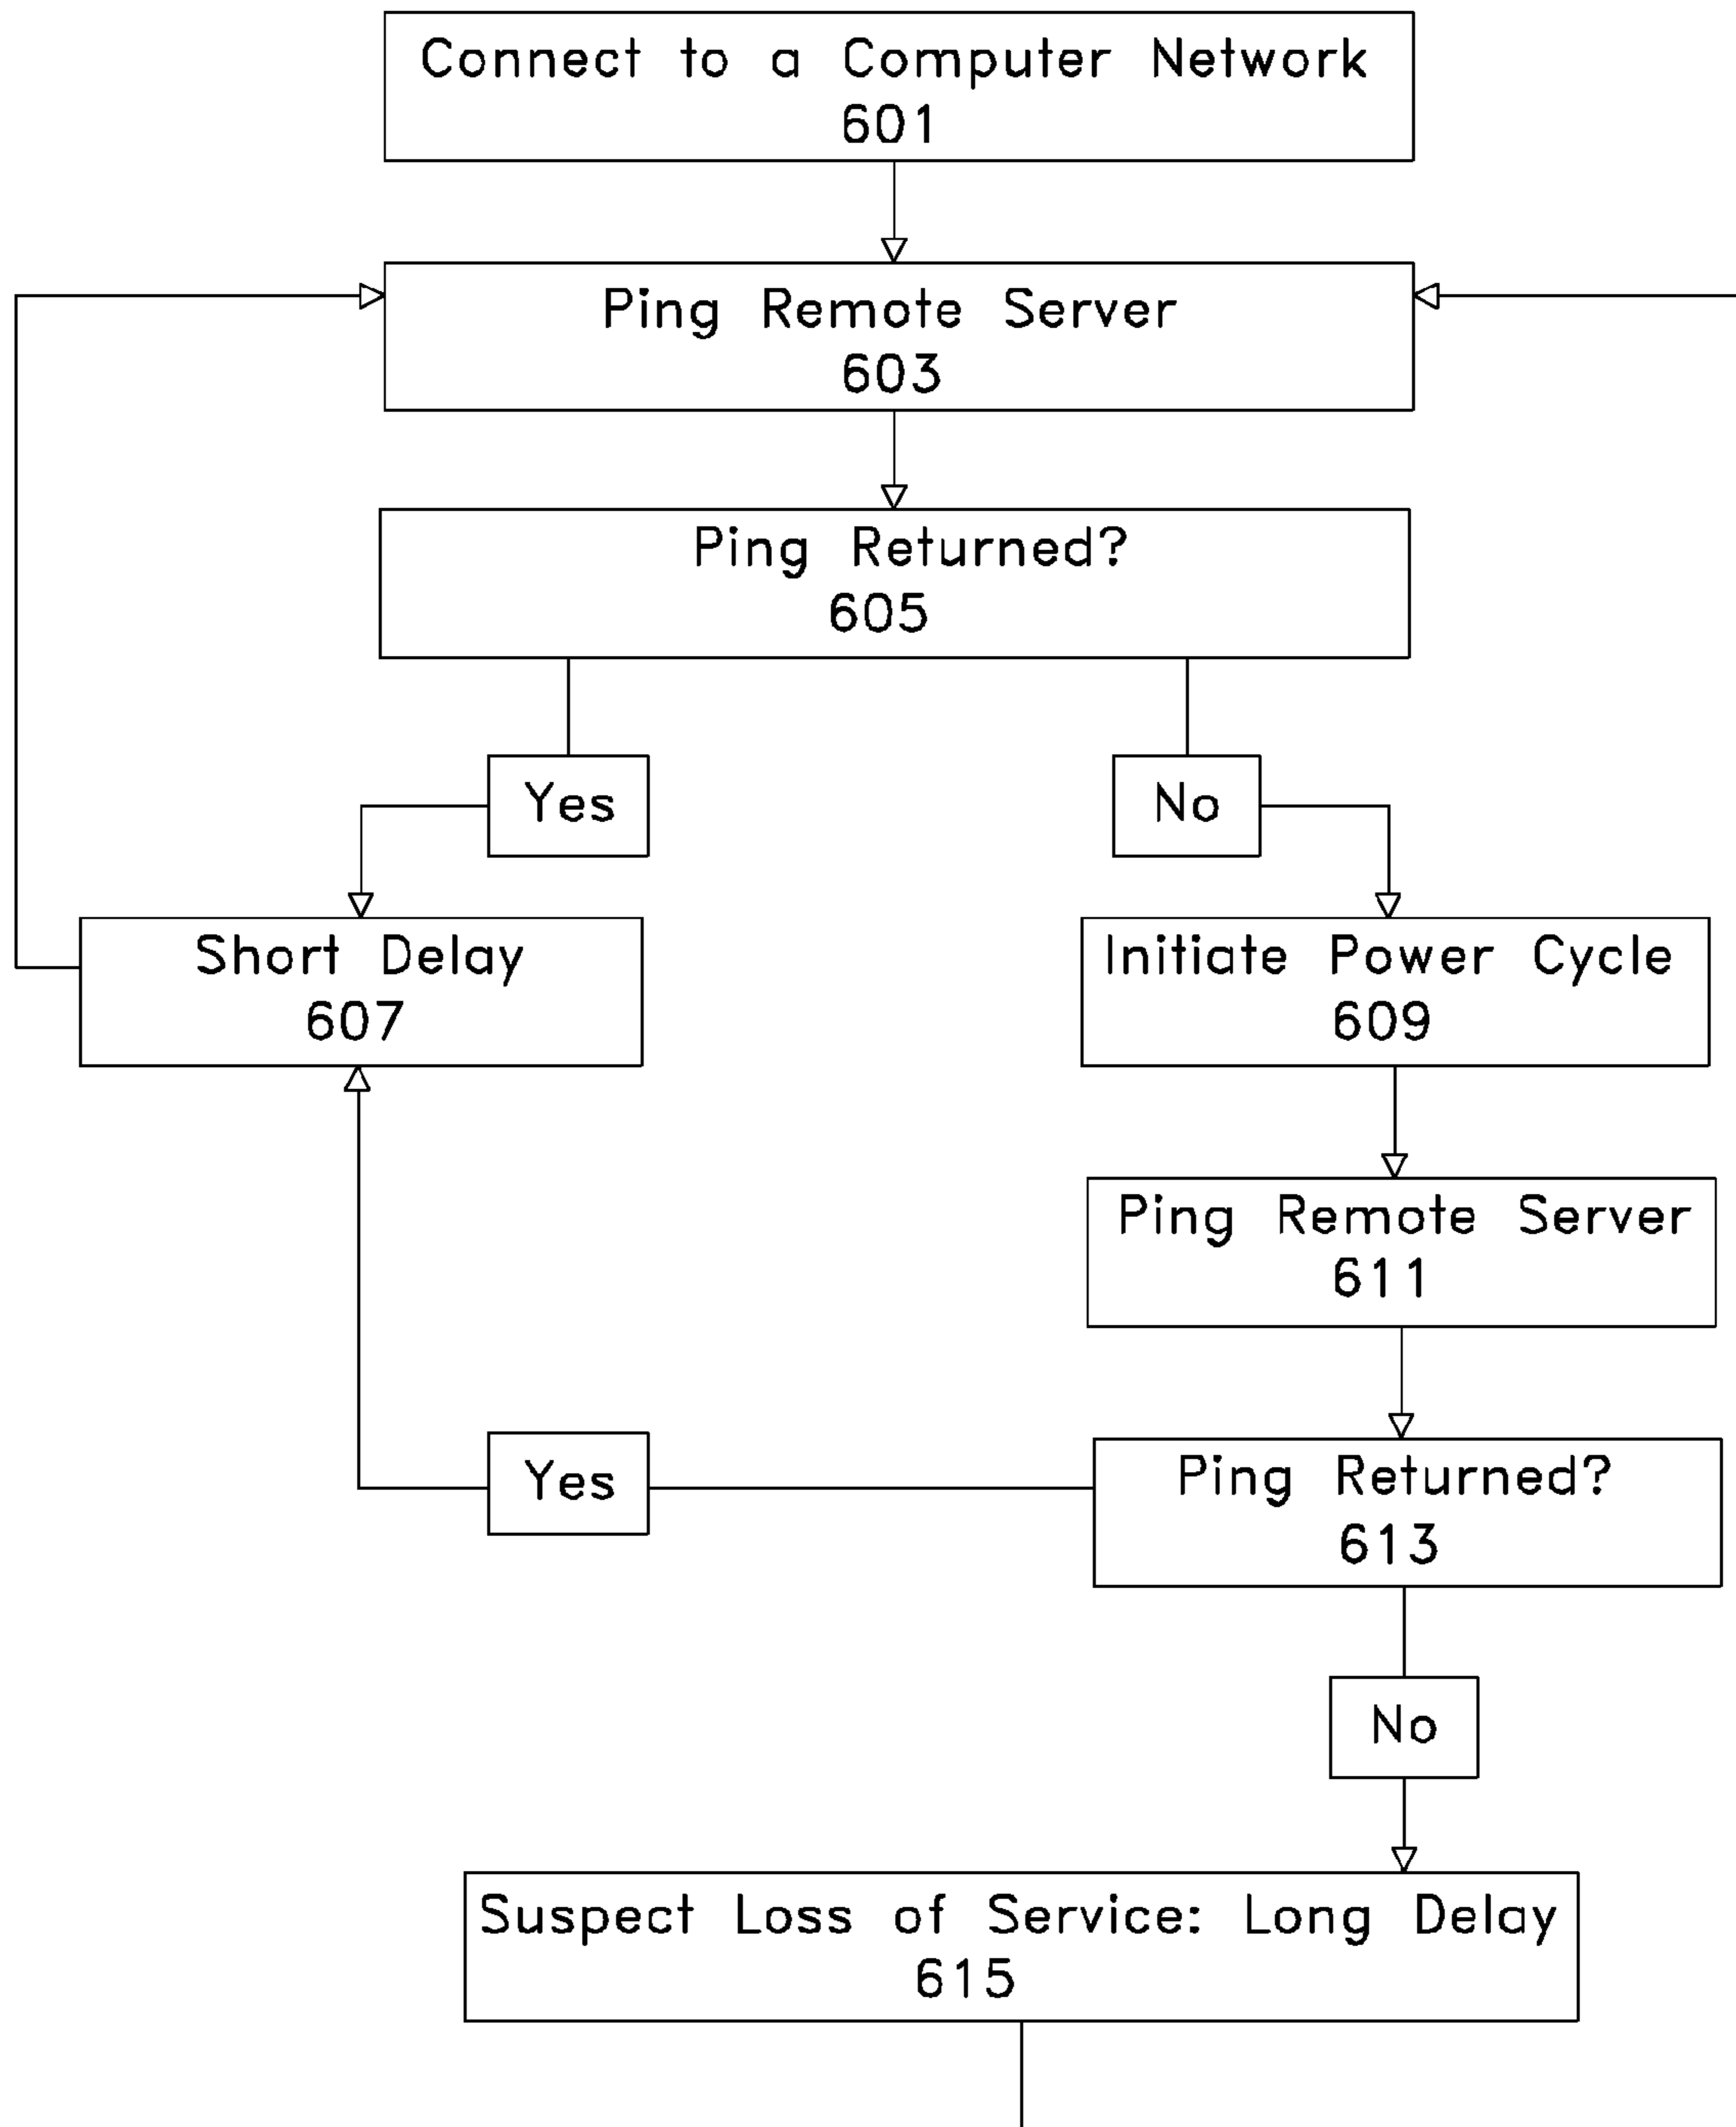 Connect to a Computer Network
601
Ping Remote Server
603
Ping Returned?
605
Yes
No
Short Delay
607
Initiate Power Cycle
609
Ping Remote Server
611
Yes
Ping Returned?
613
No
Suspect Loss of Service: Long Delay
615